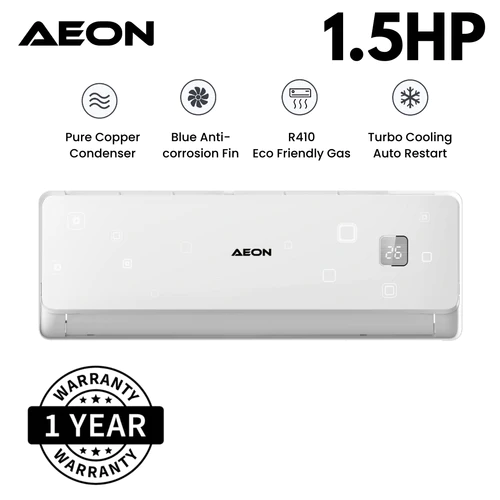 AEON
1.5HP
Pure Copper
Condenser
Blue Anti-
corrosion Fin
R410
Eco Friendly Gas
Turbo Cooling
Auto Restart
AEON
26
WARRANTY
1 YEAR
WARRANTY